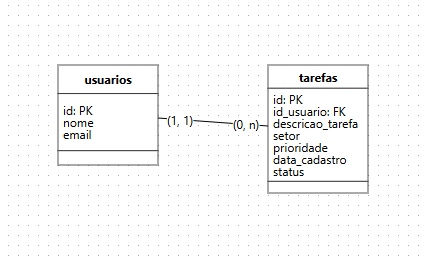 usuarios
id: PK
nome
email
(1, 1)
(0, n)
tarefas
id: PK
id_usuario: FK
descricao_tarefa
setor
prioridade
data_cadastro
status